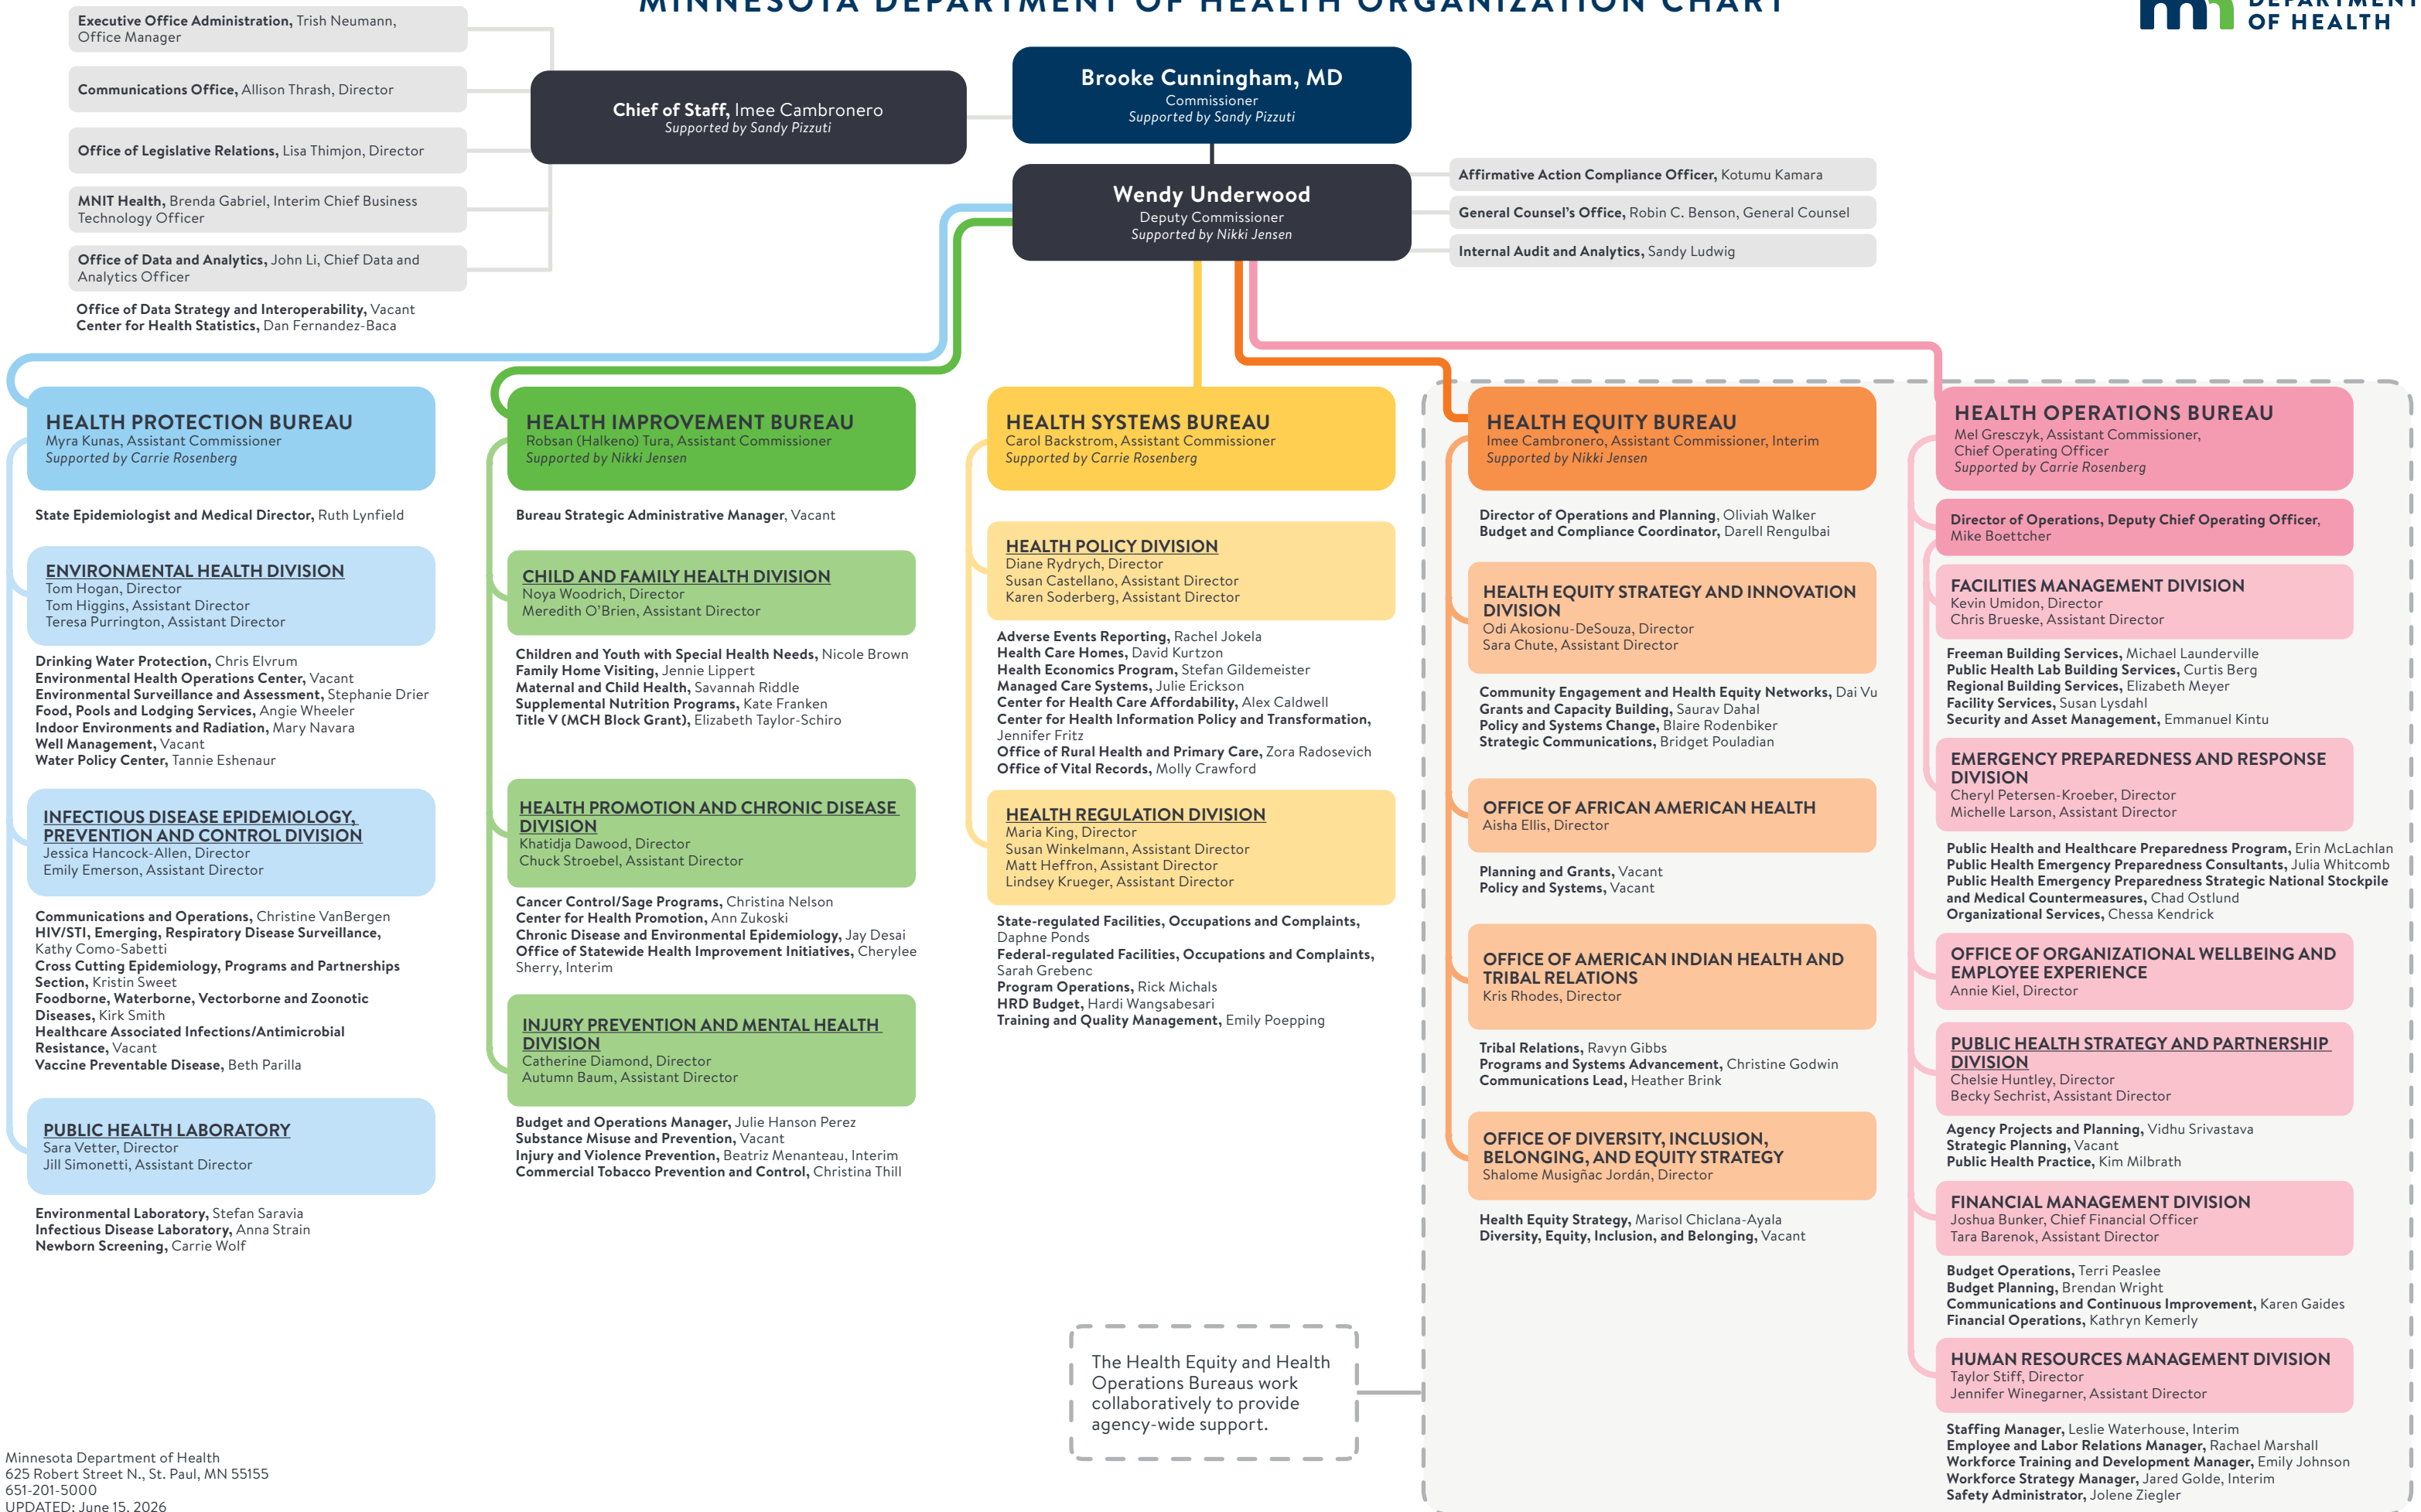 MINNESOTA DEPARTMENT OF HEALTH ORGANIZATION CHART
DEPARTMENT
OF HEALTH
Executive Office Administration, Trish Neumann,
Office Manager
Communications Office, Allison Thrash, Director
Office of Legislative Relations, Lisa Thimjon, Director
MNIT Health, Brenda Gabriel, Interim Chief Business
Technology Officer
Office of Data and Analytics, John Li, Chief Data and
Analytics Officer
Office of Data Strategy and Interoperability, Vacant
Center for Health Statistics, Dan Fernandez-Baca
Chief of Staff, Imee Cambronero
Supported by Sandy Pizzuti
Brooke Cunningham, MD
Commissioner
Supported by Sandy Pizzuti
Wendy Underwood
Deputy Commissioner
Supported by Nikki Jensen
Affirmative Action Compliance Officer, Kotumu Kamara
General Counsel's Office, Robin C. Benson, General Counsel
Internal Audit and Analytics, Sandy Ludwig
HEALTH PROTECTION BUREAU
Myra Kunas, Assistant Commissioner
Supported by Carrie Rosenberg
State Epidemiologist and Medical Director, Ruth Lynfield
ENVIRONMENTAL HEALTH DIVISION
Tom Hogan, Director
Tom Higgins, Assistant Director
Teresa Purrington, Assistant Director
Drinking Water Protection, Chris Elvrum
Environmental Health Operations Center, Vacant
Environmental Surveillance and Assessment, Stephanie Drier
Food, Pools and Lodging Services, Angie Wheeler
Indoor Environments and Radiation, Mary Navara
Well Management, Vacant
Water Policy Center, Tannie Eshenaur
INFECTIOUS DISEASE EPIDEMIOLOGY,
PREVENTION AND CONTROL DIVISION
Jessica Hancock-Allen, Director
Emily Emerson, Assistant Director
Communications and Operations, Christine VanBergen
HIV/STI, Emerging, Respiratory Disease Surveillance,
Kathy Como-Sabetti
Cross Cutting Epidemiology, Programs and Partnerships
Section, Kristin Sweet
Foodborne, Waterborne, Vectorborne and Zoonotic
Diseases, Kirk Smith
Healthcare Associated Infections/Antimicrobial
Resistance, Vacant
Vaccine Preventable Disease, Beth Parilla
PUBLIC HEALTH LABORATORY
Sara Vetter, Director
Jill Simonetti, Assistant Director
Environmental Laboratory, Stefan Saravia
Infectious Disease Laboratory, Anna Strain
Newborn Screening, Carrie Wolf
HEALTH IMPROVEMENT BUREAU
Robsan (Halkeno) Tura, Assistant Commissioner
Supported by Nikki Jensen
Bureau Strategic Administrative Manager, Vacant
CHILD AND FAMILY HEALTH DIVISION
Noya Woodrich, Director
Meredith O'Brien, Assistant Director
Children and Youth with Special Health Needs, Nicole Brown
Family Home Visiting, Jennie Lippert
Maternal and Child Health, Savannah Riddle
Supplemental Nutrition Programs, Kate Franken
Title V (MCH Block Grant), Elizabeth Taylor-Schiro
HEALTH PROMOTION AND CHRONIC DISEASE
DIVISION
Khatidja Dawood, Director
Chuck Stroebel, Assistant Director
Cancer Control/Sage Programs, Christina Nelson
Center for Health Promotion, Ann Zukoski
Chronic Disease and Environmental Epidemiology, Jay Desai
Office of Statewide Health Improvement Initiatives, Cherylee
Sherry, Interim
INJURY PREVENTION AND MENTAL HEALTH
DIVISION
Catherine Diamond, Director
Autumn Baum, Assistant Director
Budget and Operations Manager, Julie Hanson Perez
Substance Misuse and Prevention, Vacant
Injury and Violence Prevention, Beatriz Menanteau, Interim
Commercial Tobacco Prevention and Control, Christina Thill
HEALTH SYSTEMS BUREAU
Carol Backstrom, Assistant Commissioner
Supported by Carrie Rosenberg
HEALTH POLICY DIVISION
Diane Rydrych, Director
Susan Castellano, Assistant Director
Karen Soderberg, Assistant Director
Adverse Events Reporting, Rachel Jokela
Health Care Homes, David Kurtzon
Health Economics Program, Stefan Gildemeister
Managed Care Systems, Julie Erickson
Center for Health Care Affordability, Alex Caldwell
Center for Health Information Policy and Transformation,
Jennifer Fritz
Office of Rural Health and Primary Care, Zora Radosevich
Office of Vital Records, Molly Crawford
HEALTH REGULATION DIVISION
Maria King, Director
Susan Winkelmann, Assistant Director
Matt Heffron, Assistant Director
Lindsey Krueger, Assistant Director
State-regulated Facilities, Occupations and Complaints,
Daphne Ponds
Federal-regulated Facilities, Occupations and Complaints,
Sarah Grebenc
Program Operations, Rick Michals
HRD Budget, Hardi Wangsabesari
Training and Quality Management, Emily Poepping
HEALTH EQUITY BUREAU
Imee Cambronero, Assistant Commissioner, Interim
Supported by Nikki Jensen
Director of Operations and Planning, Oliviah Walker
Budget and Compliance Coordinator, Darell Rengulbai
HEALTH EQUITY STRATEGY AND INNOVATION
DIVISION
Odi Akosionu-DeSouza, Director
Sara Chute, Assistant Director
Community Engagement and Health Equity Networks, Dai Vu
Grants and Capacity Building, Saurav Dahal
Policy and Systems Change, Blaire Rodenbiker
Strategic Communications, Bridget Pouladian
OFFICE OF AFRICAN AMERICAN HEALTH
Aisha Ellis, Director
Planning and Grants, Vacant
Policy and Systems, Vacant
OFFICE OF AMERICAN INDIAN HEALTH AND
TRIBAL RELATIONS
Kris Rhodes, Director
Tribal Relations, Ravyn Gibbs
Programs and Systems Advancement, Christine Godwin
Communications Lead, Heather Brink
OFFICE OF DIVERSITY, INCLUSION,
BELONGING, AND EQUITY STRATEGY
Shalome Musigñac Jordán, Director
Health Equity Strategy, Marisol Chiclana-Ayala
Diversity, Equity, Inclusion, and Belonging, Vacant
HEALTH OPERATIONS BUREAU
Mel Gresczyk, Assistant Commissioner,
Chief Operating Officer
Supported by Carrie Rosenberg
Director of Operations, Deputy Chief Operating Officer,
Mike Boettcher
FACILITIES MANAGEMENT DIVISION
Kevin Umidon, Director
Chris Brueske, Assistant Director
Freeman Building Services, Michael Launderville
Public Health Lab Building Services, Curtis Berg
Regional Building Services, Elizabeth Meyer
Facility Services, Susan Lysdahl
Security and Asset Management, Emmanuel Kintu
EMERGENCY PREPAREDNESS AND RESPONSE
DIVISION
Cheryl Petersen-Kroeber, Director
Michelle Larson, Assistant Director
Public Health and Healthcare Preparedness Program, Erin McLachlan
Public Health Emergency Preparedness Consultants, Julia Whitcomb
Public Health Emergency Preparedness Strategic National Stockpile
and Medical Countermeasures, Chad Ostlund
Organizational Services, Chessa Kendrick
OFFICE OF ORGANIZATIONAL WELLBEING AND
EMPLOYEE EXPERIENCE
Annie Kiel, Director
PUBLIC HEALTH STRATEGY AND PARTNERSHIP
DIVISION
Chelsie Huntley, Director
Becky Sechrist, Assistant Director
Agency Projects and Planning, Vidhu Srivastava
Strategic Planning, Vacant
Public Health Practice, Kim Milbrath
FINANCIAL MANAGEMENT DIVISION
Joshua Bunker, Chief Financial Officer
Tara Barenok, Assistant Director
Budget Operations, Terri Peaslee
Budget Planning, Brendan Wright
Communications and Continuous Improvement, Karen Gaides
Financial Operations, Kathryn Kemerly
HUMAN RESOURCES MANAGEMENT DIVISION
Taylor Stiff, Director
Jennifer Winegarner, Assistant Director
Staffing Manager, Leslie Waterhouse, Interim
Employee and Labor Relations Manager, Rachael Marshall
Workforce Training and Development Manager, Emily Johnson
Workforce Strategy Manager, Jared Golde, Interim
Safety Administrator, Jolene Ziegler
The Health Equity and Health
Operations Bureaus work
collaboratively to provide
agency-wide support.
Minnesota Department of Health
625 Robert Street N., St. Paul, MN 55155
651-201-5000
UPDATED: June 15, 2026